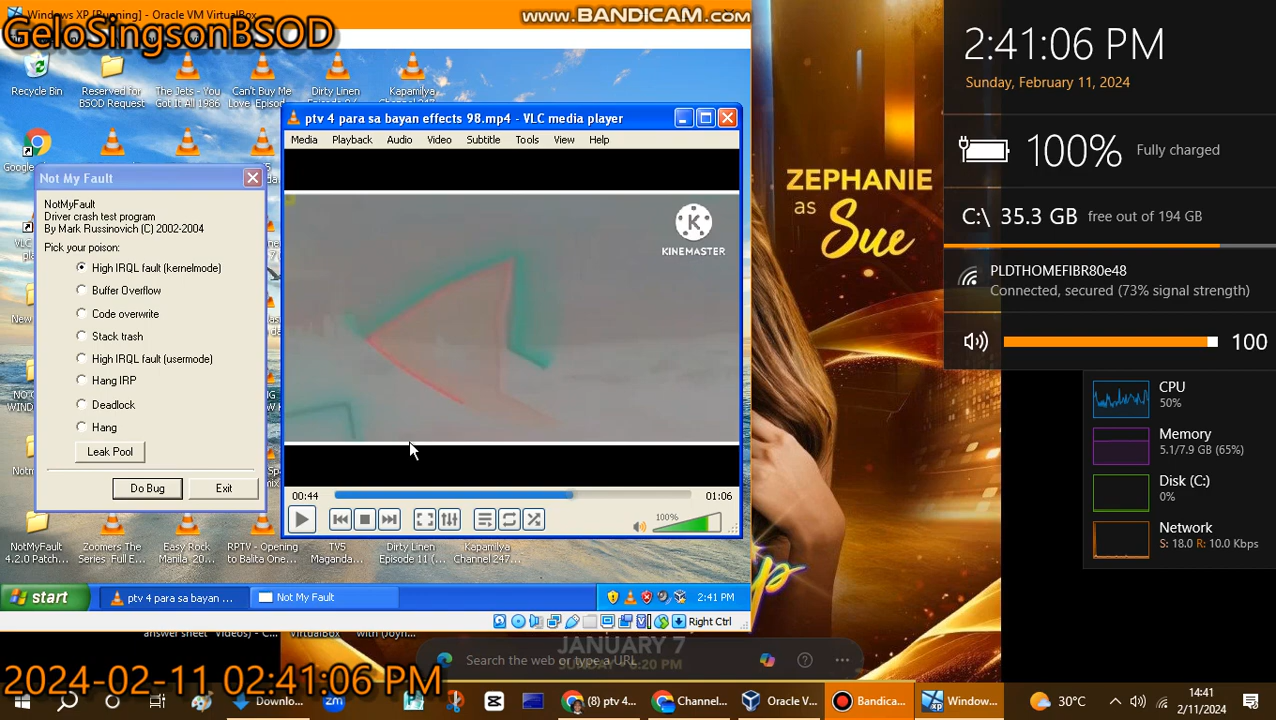 Windows XP [Running] - Oracle VM VirtualBox
GeloSingsonBSOD
www.BANDICAM.com
Recycle Bin
Reserved for
BSOD Request
The Jets - You
Got It All 1986
Can't Buy Me
Love Episod
Dirty Linen
Kapamilya
Channel 247
ptv 4 para sa bayan effects 98.mp4 - VLC media player
Media Playback Audio Video Subtitle Tools View Help
KINEMASTER
00:44
01:06
100%
Not My Fault
NotMyFault
Driver crash test program
By Mark Russinovich (C) 2002-2004
Pick your poison:
High IRQL fault (kernelmode)
Buffer Overflow
Code overwrite
Stack trash
High IRQL fault (usermode)
Hang IRP
Deadlock
Hang
Leak Pool
Do Bug
Exit
NotMyFault
4.2.0 Patch...
Zoomers The
Series Full E...
Easy Rock
Manila 20...
RPTV - Opening
to Balita One...
TV5
Maganda...
Dirty Linen
Episode 11 (...
Kapamilya
Channel 247...
start
ptv 4 para sa bayan ...
Not My Fault
2:41 PM
Right Ctrl
ZEPHANIE
as
Sue
2:41:06 PM
Sunday, February 11, 2024
100%
Fully charged
C:\ 35.3 GB free out of 194 GB
PLDTHOMEFIBR80e48
Connected, secured (73% signal strength)
100
CPU
50%
Memory
5.1/7.9 GB (65%)
Disk (C:)
0%
Network
S: 18.0 R: 10.0 Kbps
JANUARY 7
Search the web or type a URL
2024-02-11 02:41:06 PM
Downlo...
zm
(8) ptv 4...
Channel...
Oracle V...
Bandica...
Window...
30°C
14:41
2/11/2024